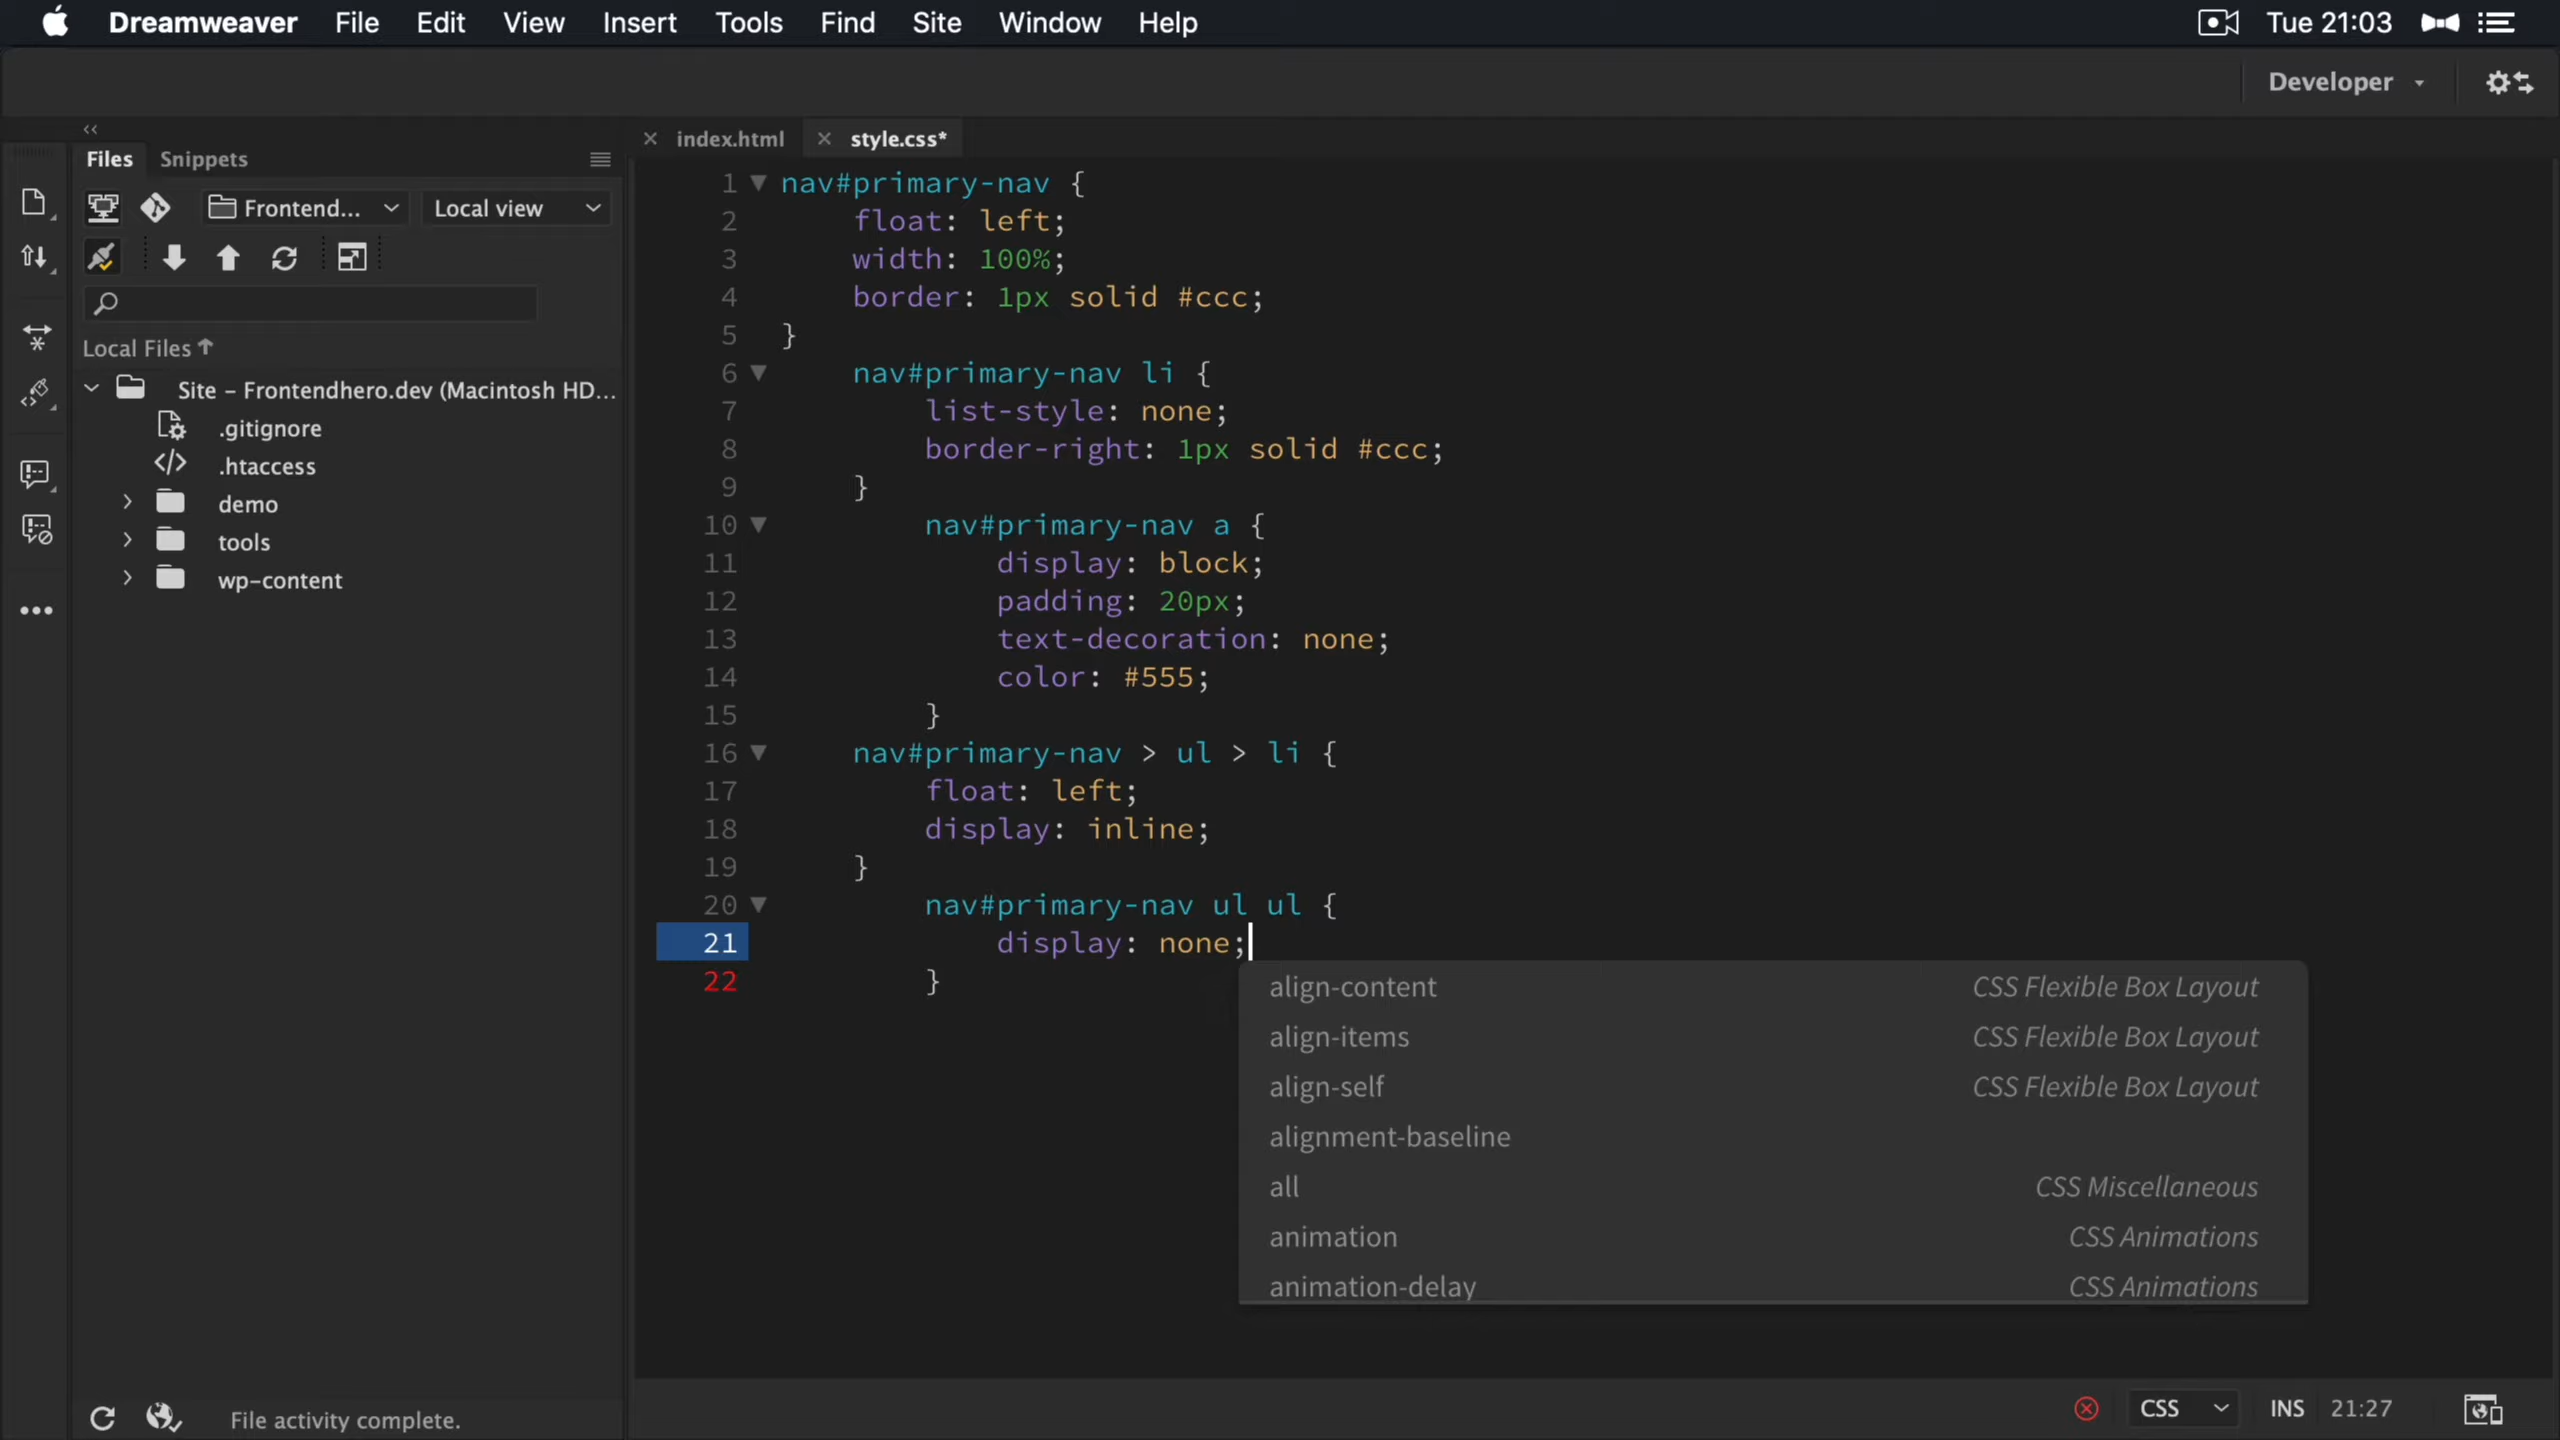 Dreamweaver File Edit View Insert Tools Find Site Window Help Tue 21:03
Developer
Files Snippets
index.html style.css*
Frontend... Local view
Local Files
Site – Frontendhero.dev (Macintosh HD...
.gitignore
.htaccess
demo
tools
wp-content
1 nav#primary-nav {
2 float: left;
3 width: 100%;
4 border: 1px solid #ccc;
5 }
6 nav#primary-nav li {
7 list-style: none;
8 border-right: 1px solid #ccc;
9 }
10 nav#primary-nav a {
11 display: block;
12 padding: 20px;
13 text-decoration: none;
14 color: #555;
15 }
16 nav#primary-nav > ul > li {
17 float: left;
18 display: inline;
19 }
20 nav#primary-nav ul ul {
21 display: none;
22 }
align-content CSS Flexible Box Layout
align-items CSS Flexible Box Layout
align-self CSS Flexible Box Layout
alignment-baseline
all CSS Miscellaneous
animation CSS Animations
animation-delay CSS Animations
File activity complete.
CSS INS 21:27